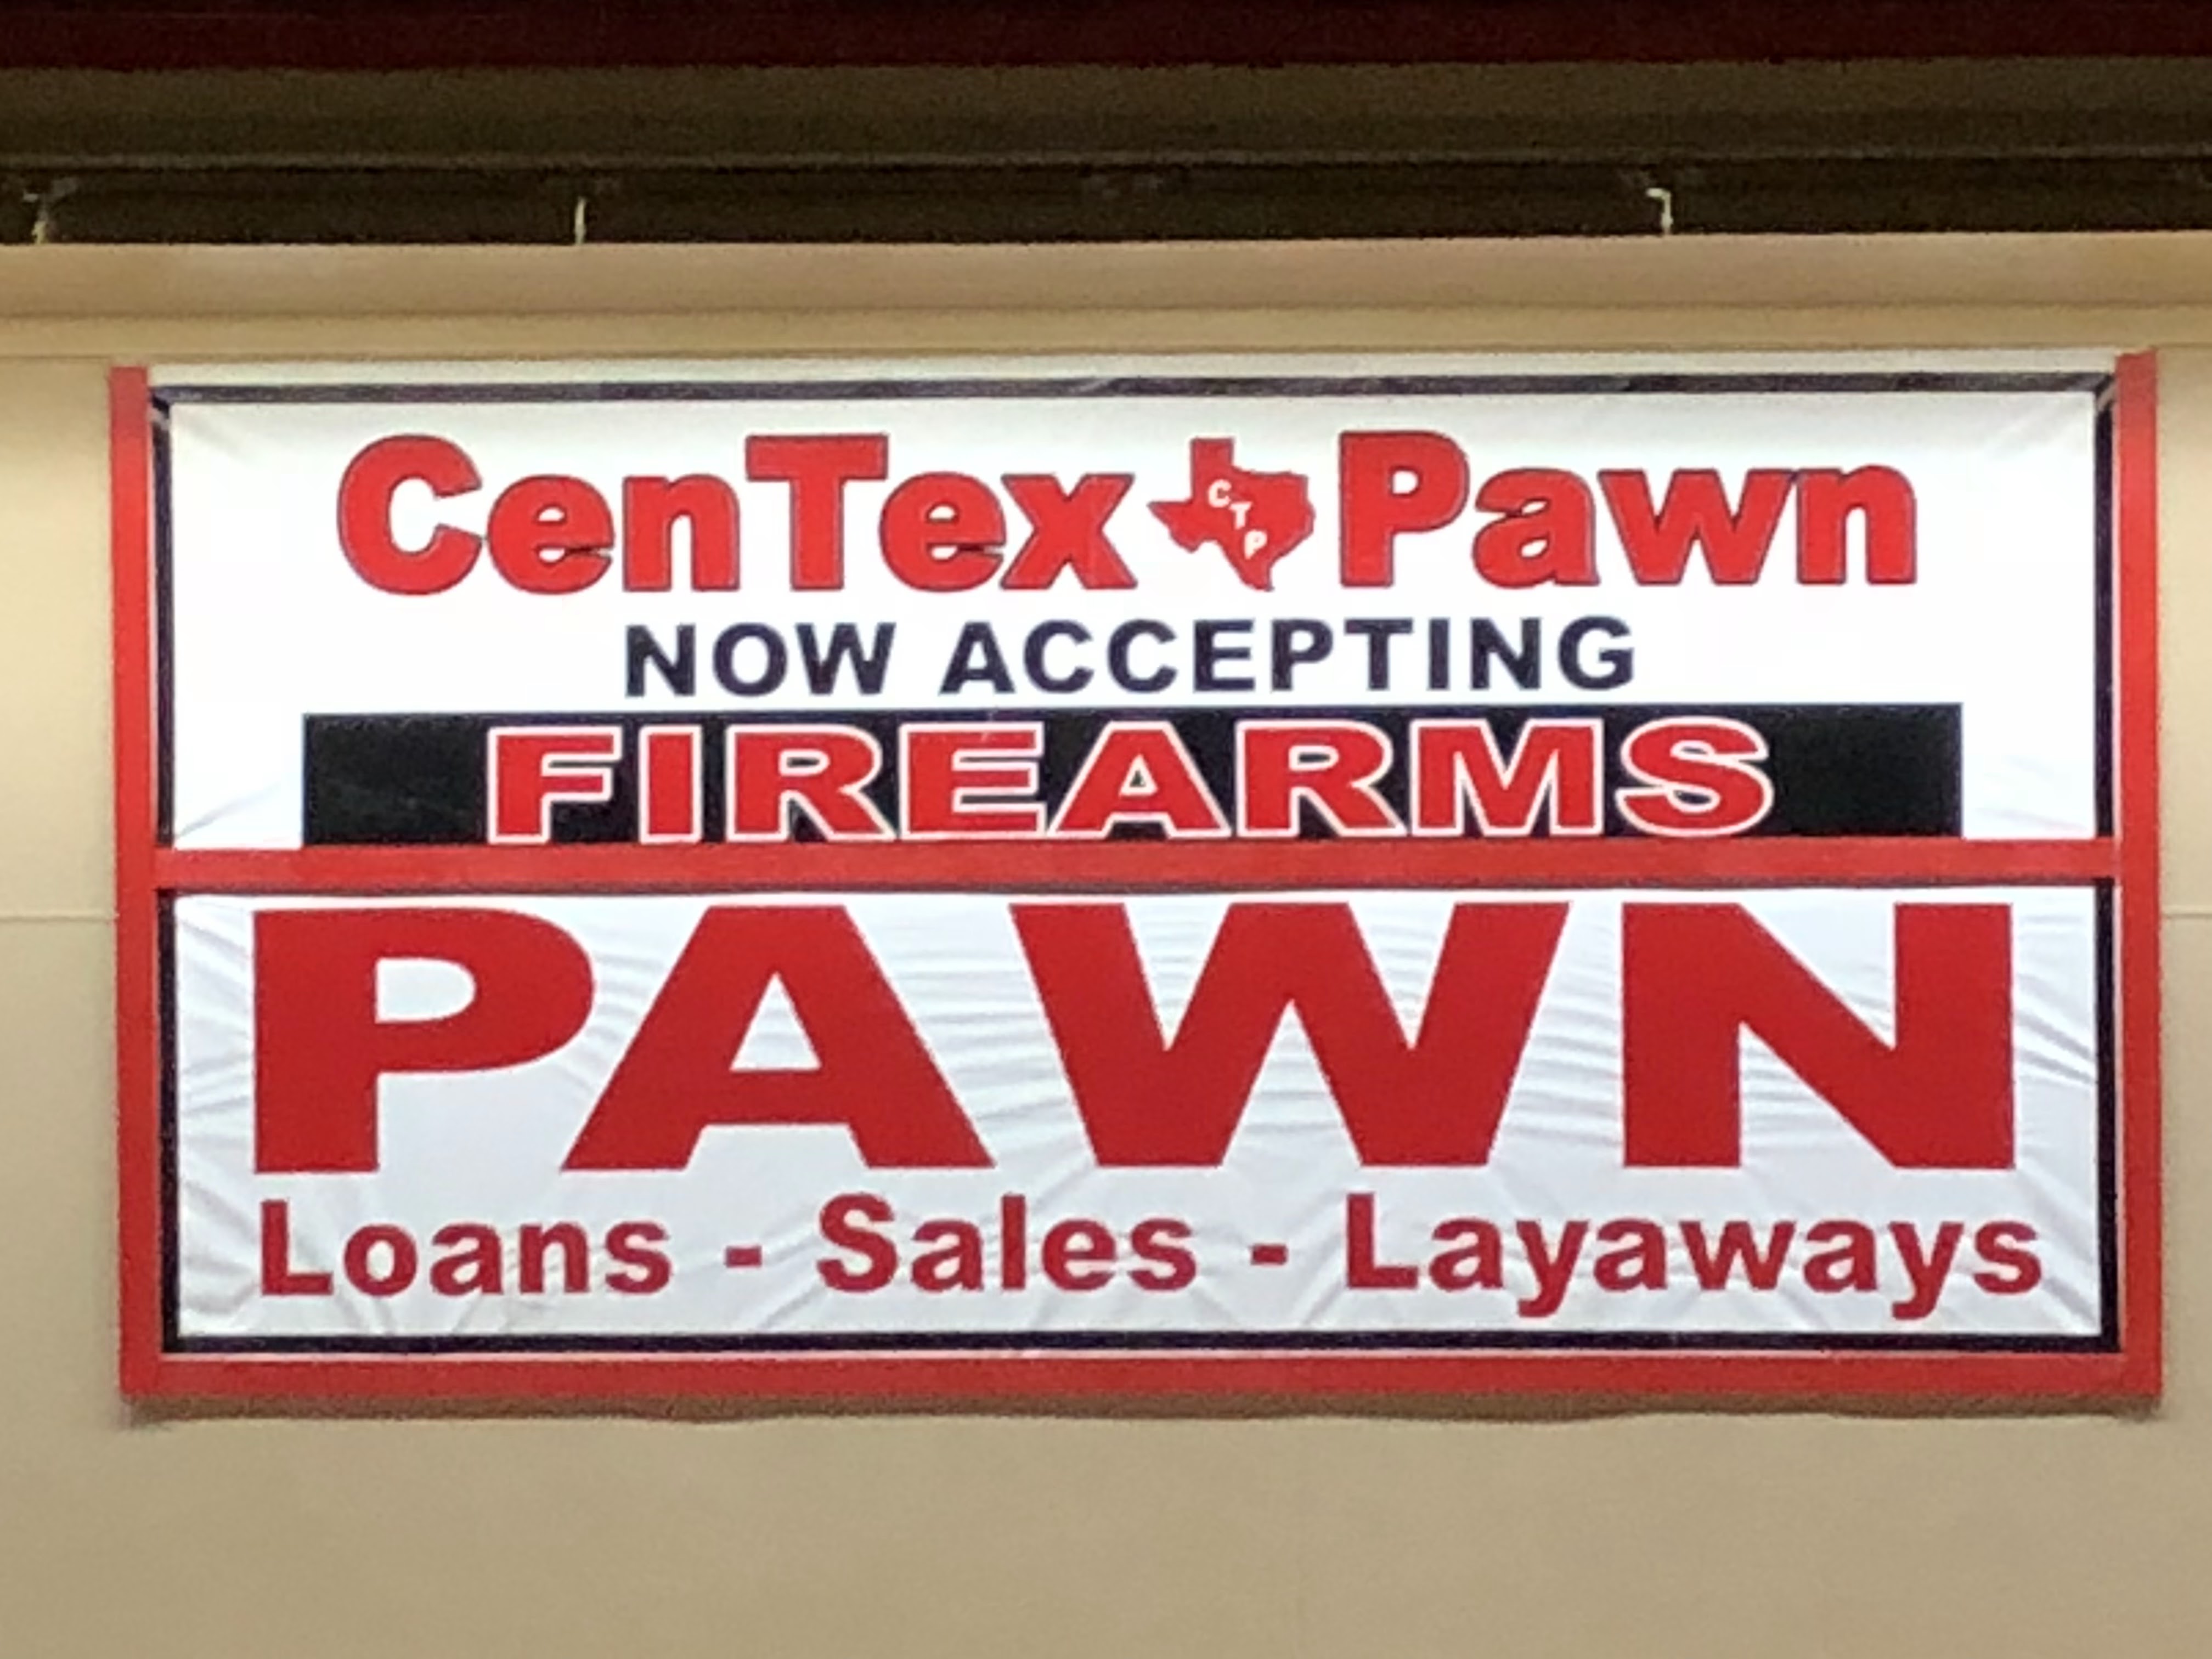 CenTex CTP Pawn
NOW ACCEPTING
FIREARMS
PAWN
Loans - Sales - Layaways